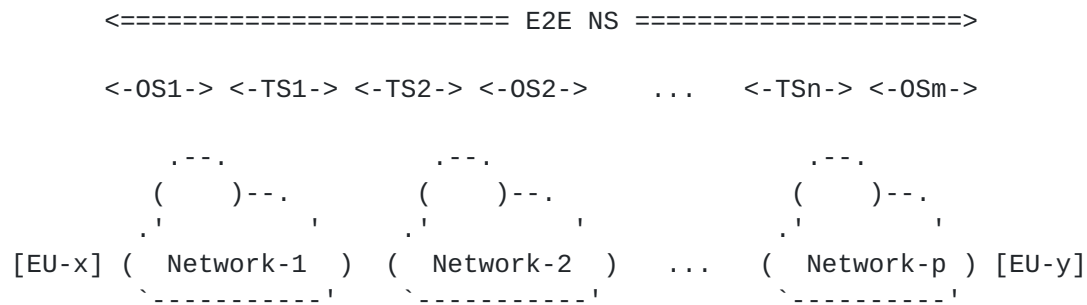 <========================= E2E NS =====================>
<-OS1-> <-TS1-> <-TS2-> <-OS2-> ... <-TSn-> <-OSm->
.--. .--. .--.
( )--. ( )--. ( )--.
.' ' .' ' .' '
[EU-x] ( Network-1 ) ( Network-2 ) ... ( Network-p ) [EU-y]
`-----------' `-----------' `----------'